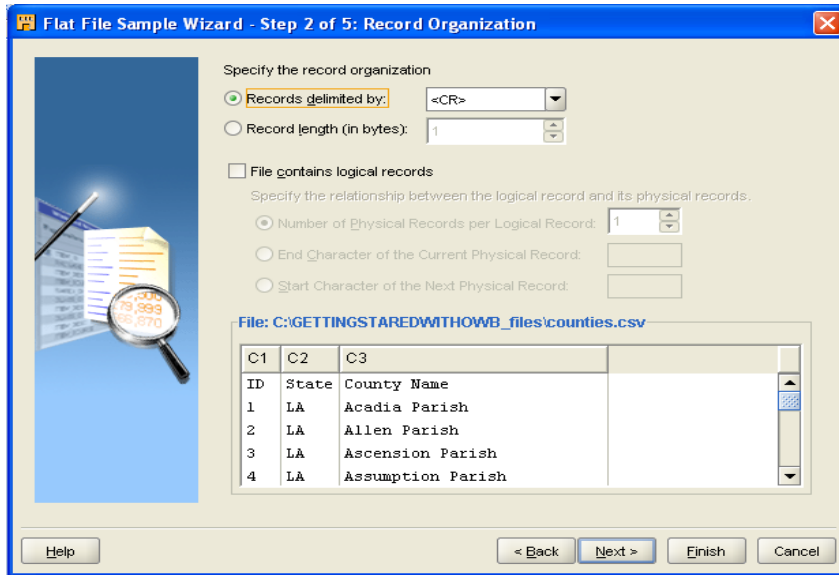 Flat File Sample Wizard - Step 2 of 5: Record Organization
Specify the record organization
Records delimited by: <CR>
Record length (in bytes): 1
File contains logical records
Specify the relationship between the logical record and its physical records.
Number of Physical Records per Logical Record: 1
End Character of the Current Physical Record:
Start Character of the Next Physical Record:
File: C:\GETTINGSTAREDWITHOWB_files\counties.csv
C1 C2 C3
ID State County Name
1 LA Acadia Parish
2 LA Allen Parish
3 LA Ascension Parish
4 LA Assumption Parish
79,999
66,870
Help < Back Next > Finish Cancel